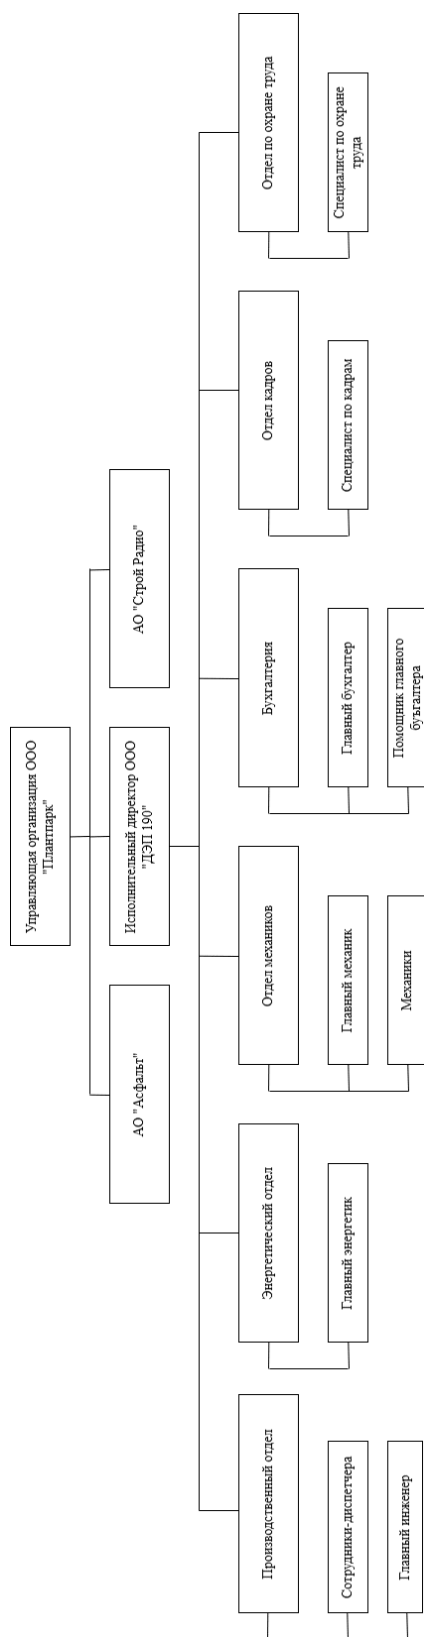 Управляющая организация ООО
"Плантпарк"
АО "Асфальт"
Исполнительный директор ООО
"ДЭП 190"
АО "Строй Радио"
Производственный отдел
Энергетический отдел
Отдел механиков
Бухгалтерия
Отдел кадров
Отдел по охране труда
Сотрудники-диспетчера
Главный энергетик
Главный механик
Главный бухгалтер
Специалист по кадрам
Специалист по охране
труда
Главный инженер
Механики
Помощник главного
буъгалтера